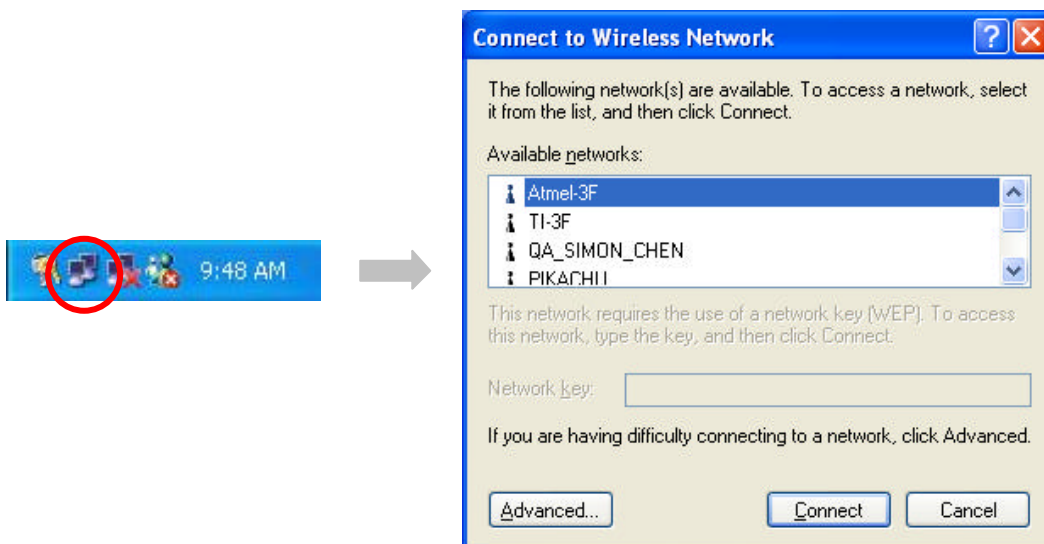 9:48 AM
Connect to Wireless Network
The following network(s) are available. To access a network, select
it from the list, and then click Connect.
Available networks:
Atmel-3F
TI-3F
QA_SIMON_CHEN
PIKACHU
This network requires the use of a network key (WEP). To access
this network, type the key, and then click Connect.
Network key:
If you are having difficulty connecting to a network, click Advanced.
Advanced...
Connect
Cancel